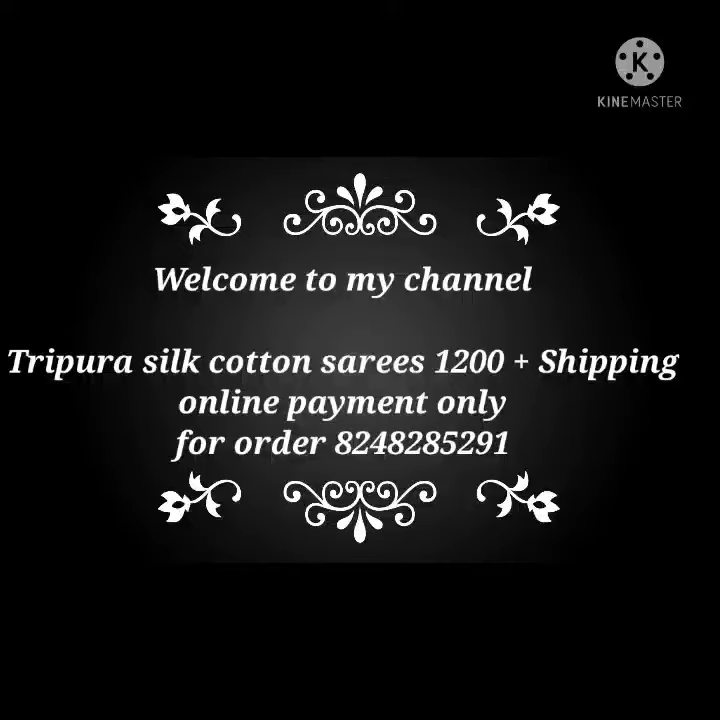 KINEMASTER
Welcome to my channel
Tripura silk cotton sarees 1200 + Shipping
online payment only
for order 8248285291